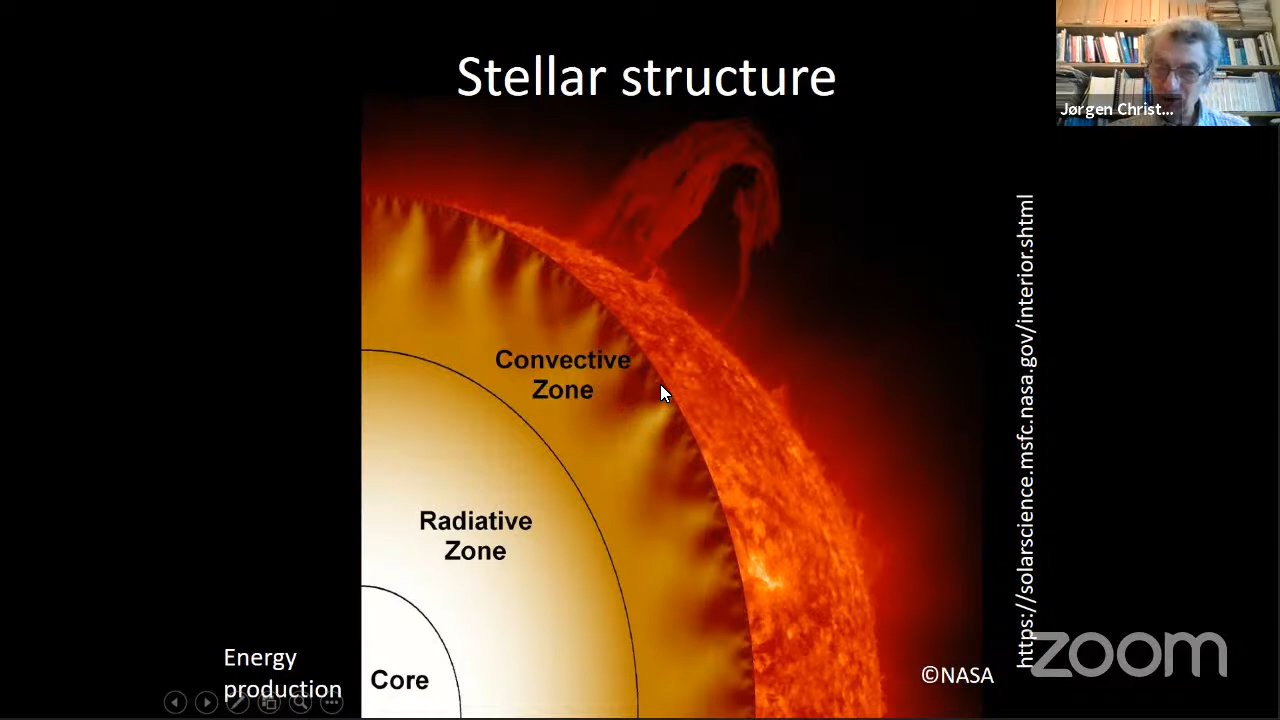 Stellar structure
Jørgen Christ...
https://solarscience.msfc.nasa.gov/interior.shtml
Convective
Zone
Radiative
Zone
Energy
production
Core
©NASA
zoom